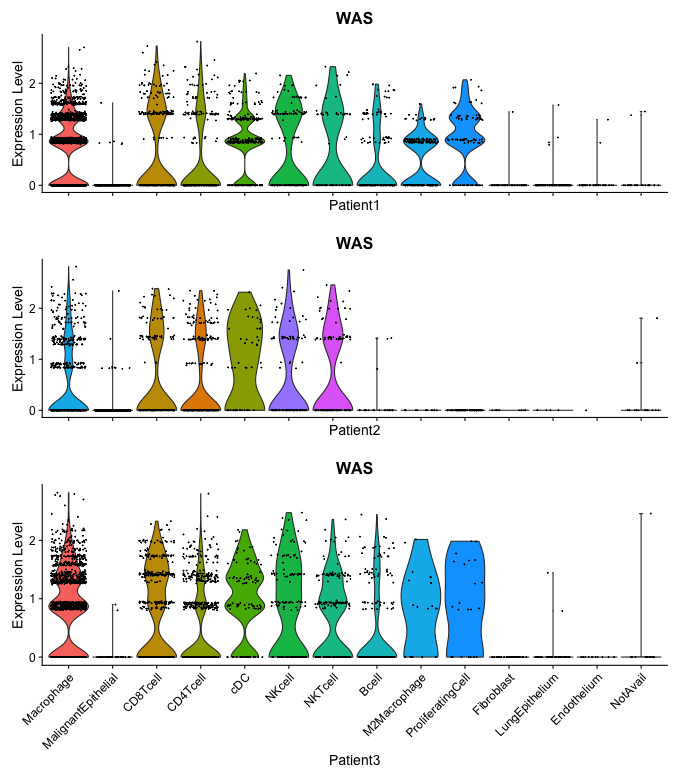 WAS
Expression Level
2
1
0
Patient1
WAS
Expression Level
2
1
0
Patient2
WAS
Expression Level
2
1
0
Macrophage
MalignantEpithelial
CD8Tcell
CD4Tcell
cDC
NKcell
NKTcell
Bcell
M2Macrophage
ProliferatingCell
Fibroblast
LungEpithelium
Endothelium
NotAvail
Patient3